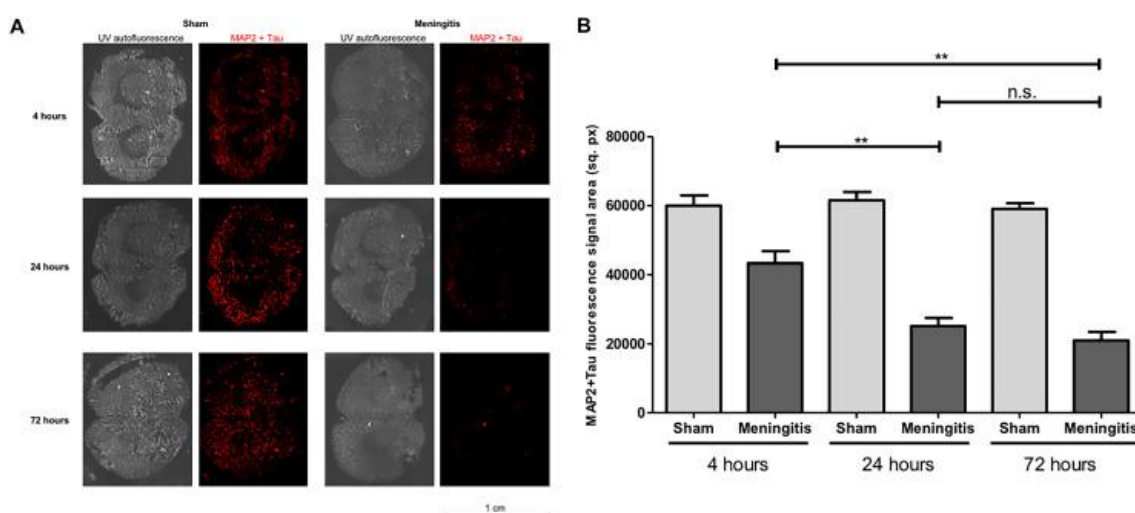 A
Sham
Meningitis
UV autofluorescence
MAP2 + Tau
UV autofluorescence
MAP2 + Tau
4 hours
24 hours
72 hours
1 cm
B
**
n.s.
**
MAP2+Tau fluorescence signal area (sq. px)
80000
60000
40000
20000
0
Sham
Meningitis
Sham
Meningitis
Sham
Meningitis
4 hours
24 hours
72 hours